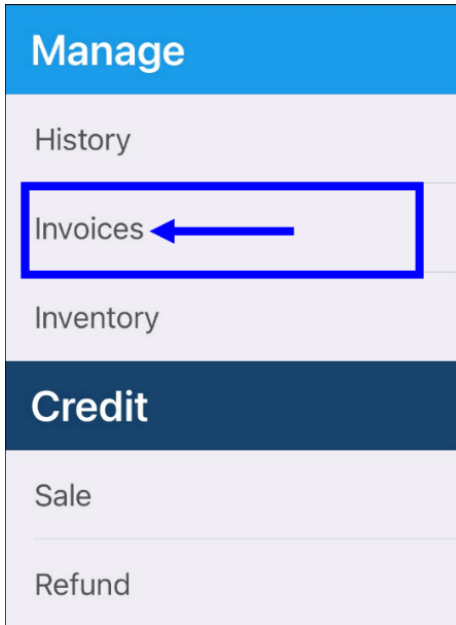 Manage
History
Invoices
Inventory
Credit
Sale
Refund